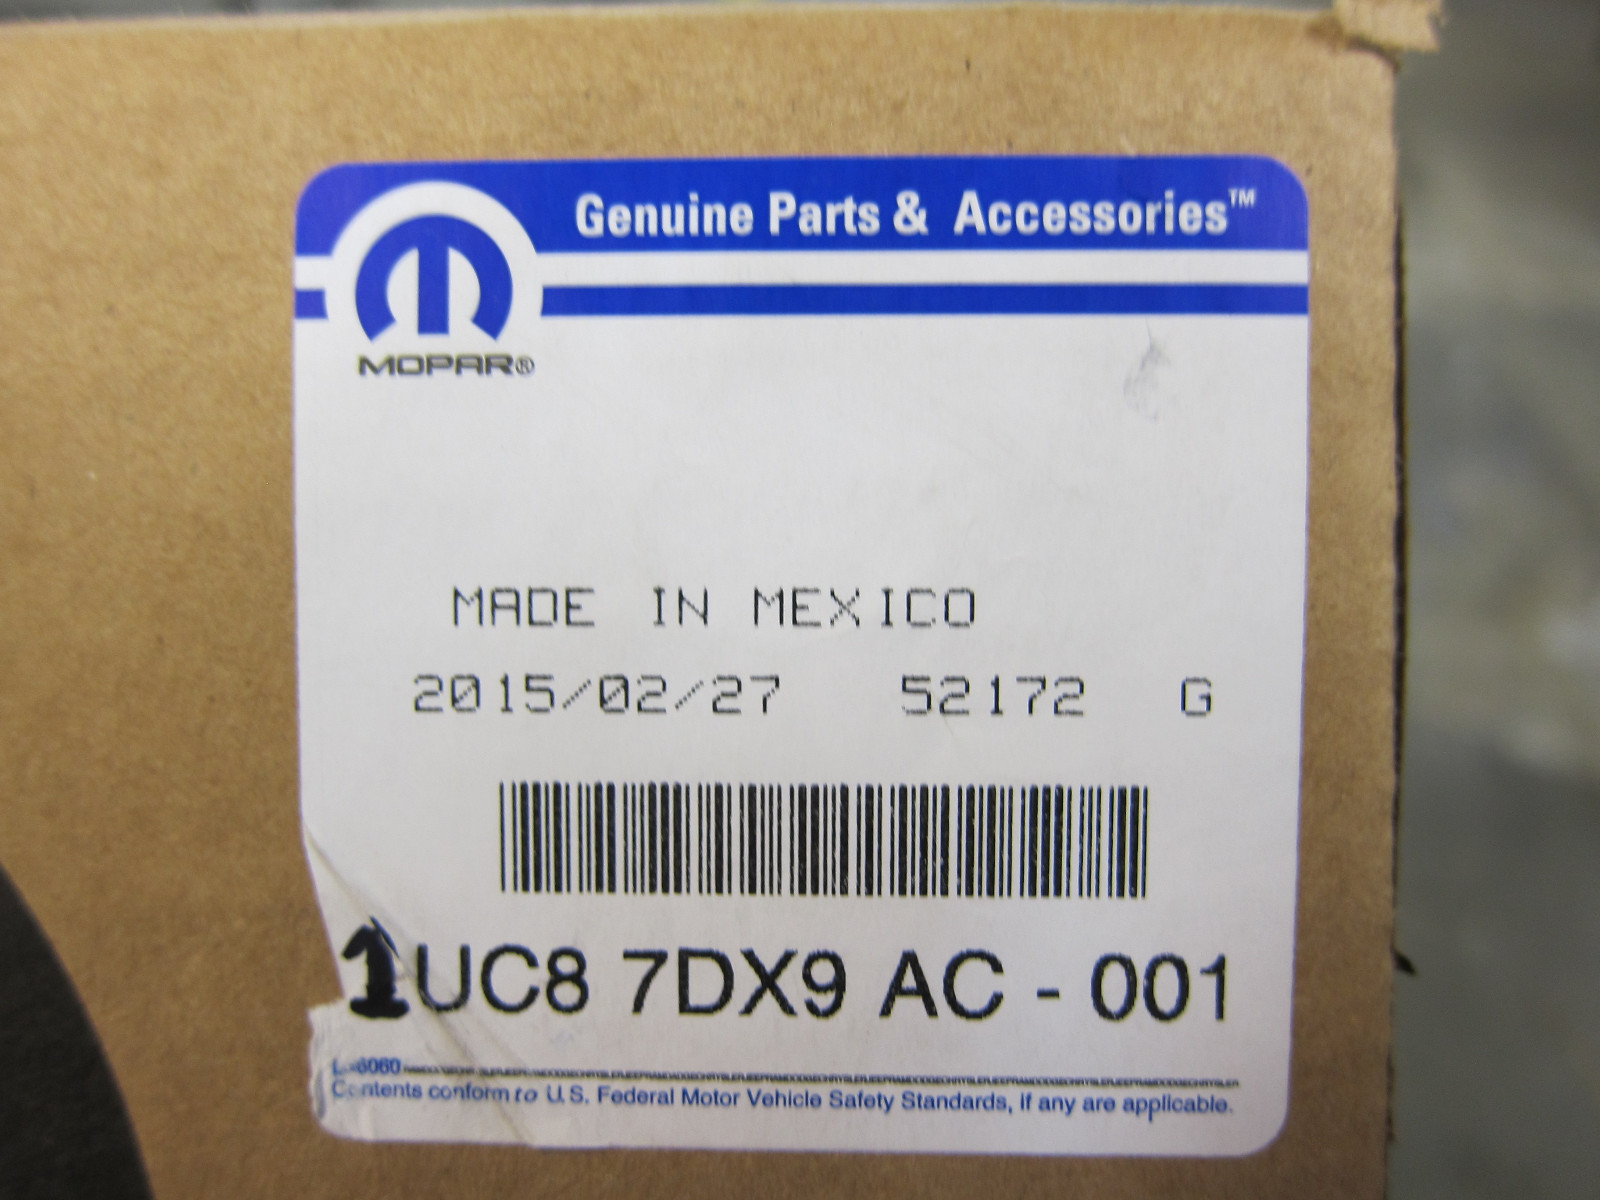 Genuine Parts & Accessories™
MOPAR®
MADE IN MEXICO
2015/02/27 52172 G
1UC8 7DX9 AC - 001
Contents conform to U.S. Federal Motor Vehicle Safety Standards, if any are applicable.